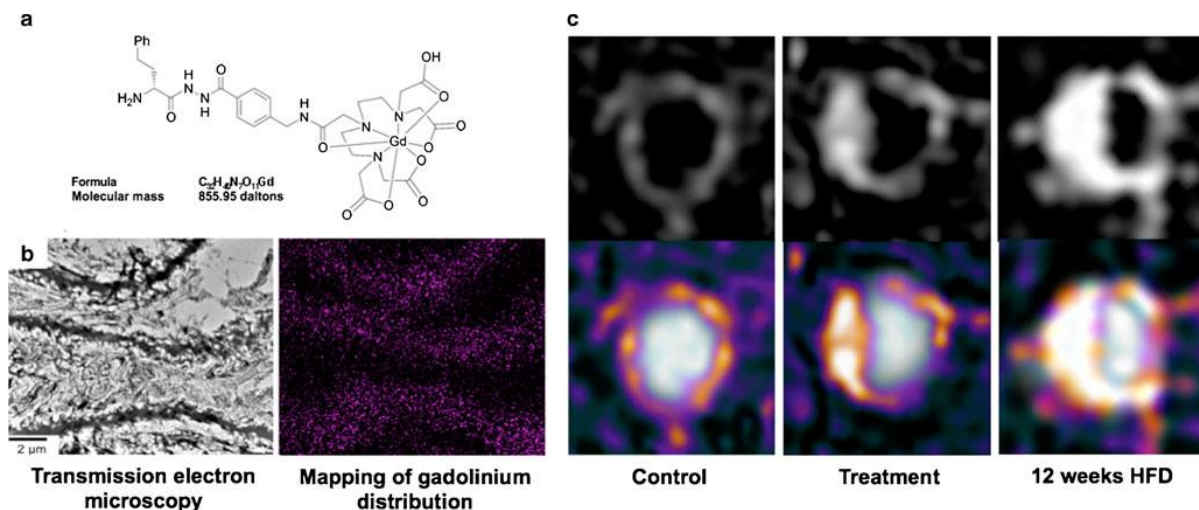 a
Ph
H₂N
O
H
N
N
H
O
H
N
O
N
N
N
Gd
OH
O
O
O
O
O
O
O
Formula C₃₂H₄₀N₇O₁₁Gd
Molecular mass 855.95 daltons
b
2 µm
Transmission electron
microscopy
Mapping of gadolinium
distribution
c
Control
Treatment
12 weeks HFD